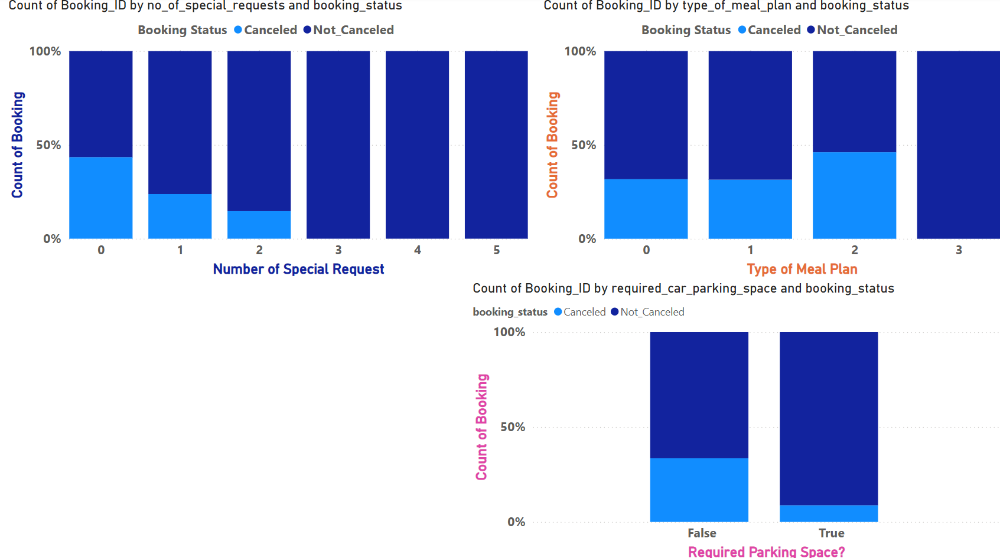 Count of Booking_ID by no_of_special_requests and booking_status
Booking Status Canceled Not_Canceled
100%
50%
0%
Count of Booking
0 1 2 3 4 5
Number of Special Request
Count of Booking_ID by type_of_meal_plan and booking_status
Booking Status Canceled Not_Canceled
100%
50%
0%
Count of Booking
0 1 2 3
Type of Meal Plan
Count of Booking_ID by required_car_parking_space and booking_status
booking_status Canceled Not_Canceled
100%
50%
0%
Count of Booking
False True
Required Parking Space?